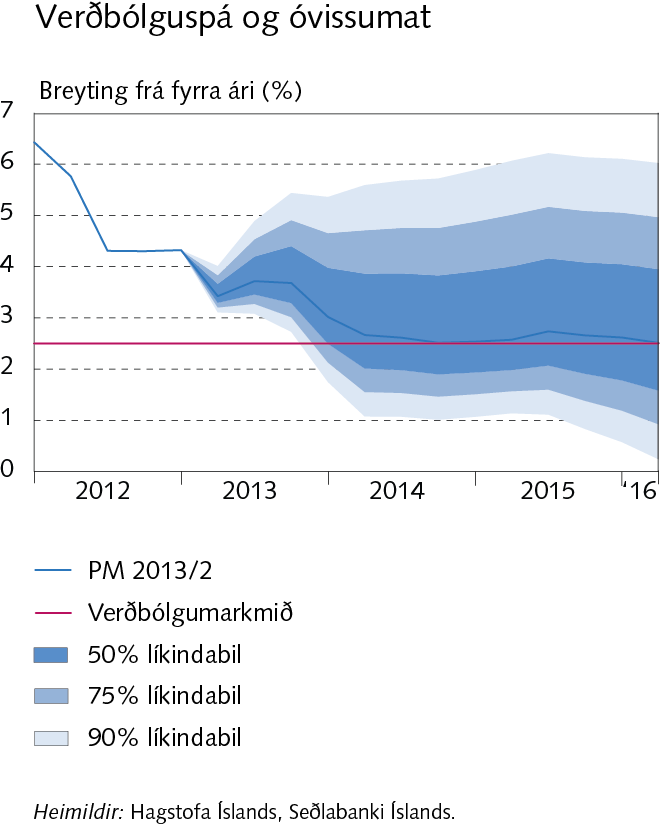 Verðbólguspá og óvissumat
Breyting frá fyrra ári (%)
7
6
5
4
3
2
1
0
2012 2013 2014 2015 '16
PM 2013/2
Verðbólgumarkmið
50% líkindabil
75% líkindabil
90% líkindabil
Heimildir: Hagstofa Íslands, Seðlabanki Íslands.